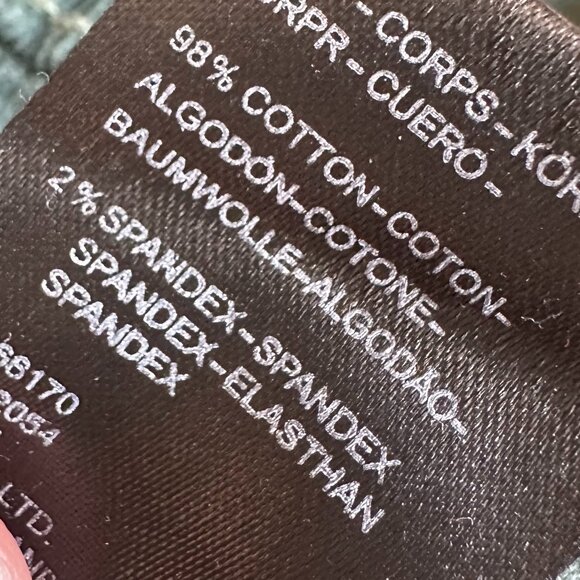 - CORPS - KÖR
RPR - CUERO -
98% COTTON-COTON-
ALGODÓN-COTONE-
BAUMWOLLE-ALGODÃO-
2% SPANDEX-SPANDEX
SPANDEX-ELASTHAN
SPANDEX
66170
2054
LTD.